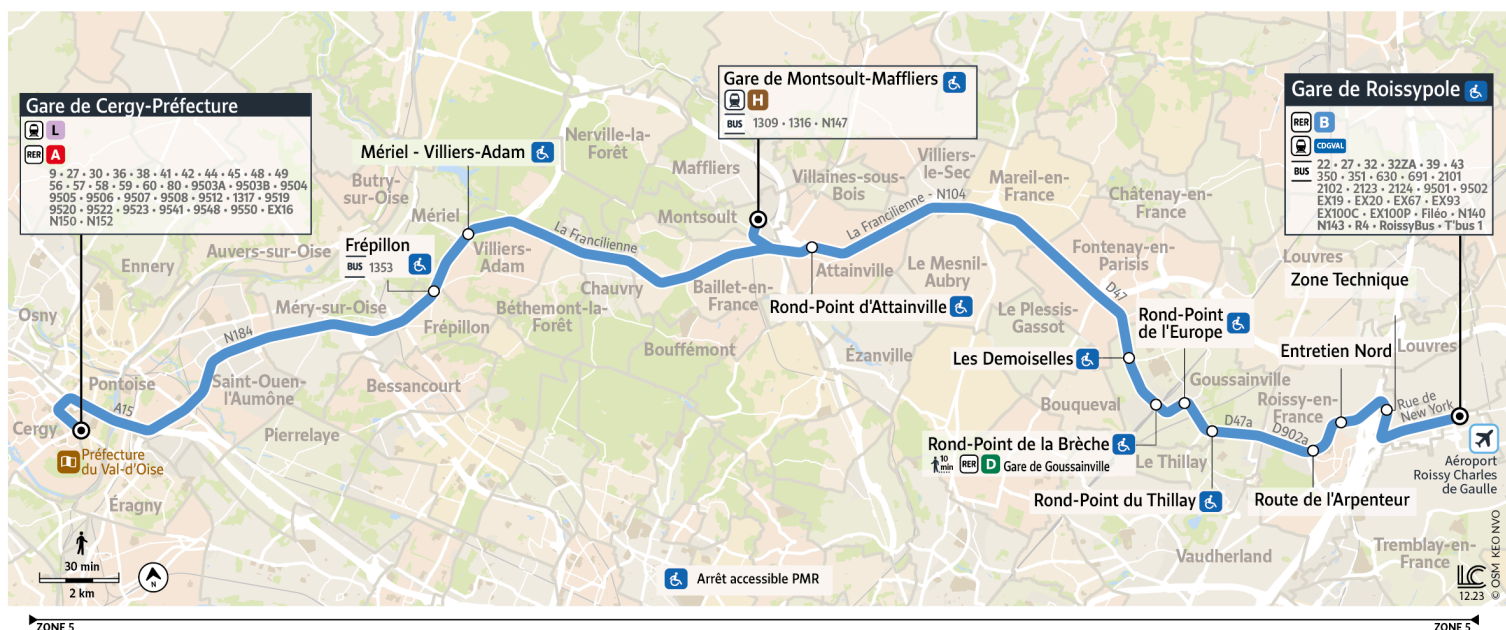 Gare de Cergy-Préfecture
L
RER A
9 • 27 • 30 • 36 • 38 • 41 • 42 • 44 • 45 • 48 • 49
56 • 57 • 58 • 59 • 60 • 80 • 9503A • 9503B • 9504
9505 • 9506 • 9507 • 9508 • 9512 • 1317 • 9519
9520 • 9522 • 9523 • 9541 • 9548 • 9550 • EX16
N150 • N152
Gare de Montsoult-Maffliers
H
BUS 1309 • 1316 • N147
Gare de Roissypole
RER B
CDGVAL
BUS
22 • 27 • 32 • 32ZA • 39 • 43
350 • 351 • 630 • 691 • 2101
2102 • 2123 • 2124 • 9501 • 9502
EX19 • EX20 • EX67 • EX93
EX100C • EX100P • Filéo • N140
N143 • R4 • RoissyBus • T'bus 1
Mériel - Villiers-Adam
Frépillon
BUS 1353
Rond-Point d'Attainville
Les Demoiselles
Rond-Point
de l'Europe
Rond-Point de la Brèche
10
min
RER D Gare de Goussainville
Rond-Point du Thillay
Route de l'Arpenteur
Entretien Nord
Zone Technique
Aéroport
Roissy Charles
de Gaulle
Préfecture
du Val-d'Oise
Nerville-la-
Forêt
Maffliers
Butry-
sur-Oise
Mériel
Auvers-sur-Oise
Ennery
Osny
Méry-sur-Oise
Villiers-
Adam
La Francilienne
Montsoult
Villaines-sous-
Bois
Villiers-
le-Sec
Mareil-en-
France
La Francilienne - N104
Châtenay-en-
France
Fontenay-en-
Parisis
Louvres
Louvres
Attainville
Le Mesnil-
Aubry
D47
Baillet-en-
France
Chauvry
Béthemont-la-
Forêt
Frépillon
N184
Le Plessis-
Gassot
Bouffémont
Ézanville
Bessancourt
Saint-Ouen-
l'Aumône
Pontoise
A15
Cergy
Pierrelaye
Éragny
Bouqueval
Goussainville
Roissy-en-
France
Rue de
New York
D47a
D902a
Le Thillay
Vaudherland
Tremblay-en-
France
30 min
2 km
N
Arrêt accessible PMR
LC
12.23
© OSM KEO NVO
ZONE 5
ZONE 5